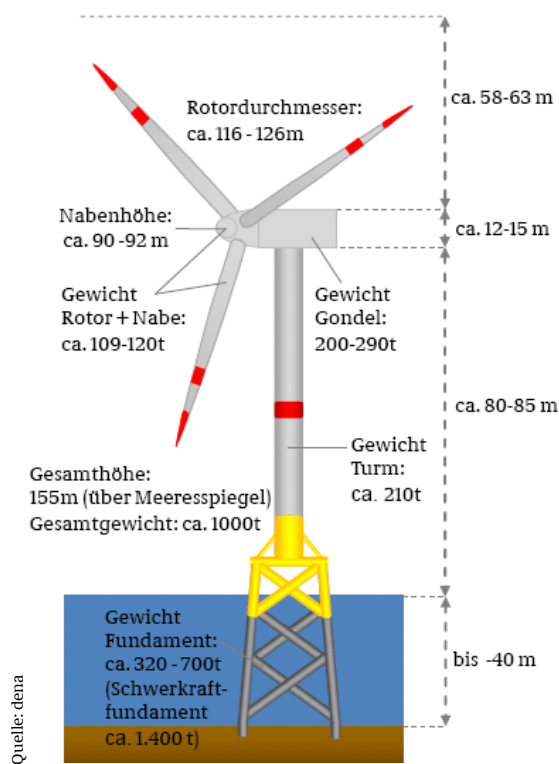 ca. 58-63 m
Rotordurchmesser:
ca. 116 - 126m
Nabenhöhe:
ca. 90 -92 m
ca. 12-15 m
Gewicht
Rotor + Nabe:
ca. 109-120t
Gewicht
Gondel:
200-290t
ca. 80-85 m
Gewicht
Turm:
ca. 210t
Gesamthöhe:
155m (über Meeresspiegel)
Gesamtgewicht: ca. 1000t
Gewicht
Fundament:
ca. 320 - 700t
(Schwerkraft-
fundament
ca. 1.400 t)
bis -40 m
Quelle: dena